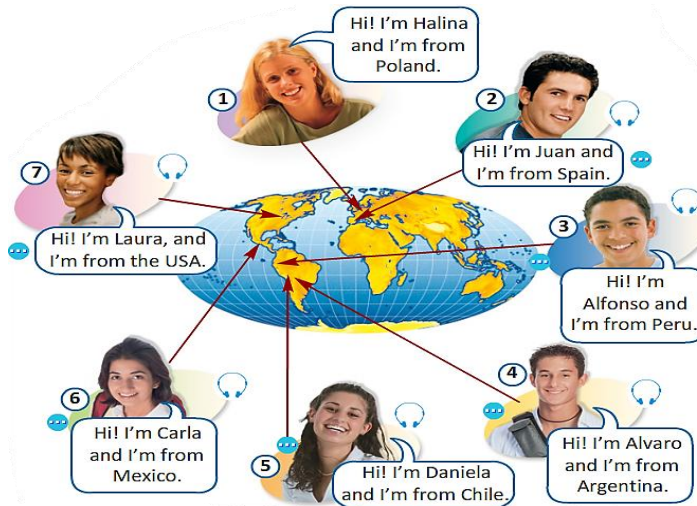 1
Hi! I'm Halina
and I'm from
Poland.
2
Hi! I'm Juan and
I'm from Spain.
3
Hi! I'm
Alfonso and
I'm from Peru.
4
Hi! I'm Alvaro
and I'm from
Argentina.
5
Hi! I'm Daniela
and I'm from Chile.
6
Hi! I'm Carla
and I'm from
Mexico.
7
Hi! I'm Laura, and
I'm from the USA.